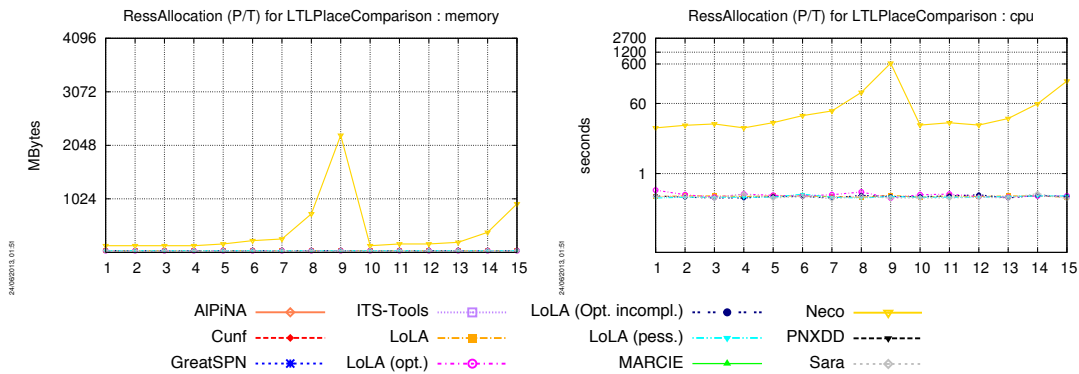 RessAllocation (P/T) for LTLPlaceComparison : memory
4096
3072
2048
1024
MBytes
1 2 3 4 5 6 7 8 9 10 11 12 13 14 15
24/06/2013, 01:51
RessAllocation (P/T) for LTLPlaceComparison : cpu
2700
1200
600
60
1
seconds
1 2 3 4 5 6 7 8 9 10 11 12 13 14 15
24/06/2013, 01:51
AlPiNA ITS-Tools LoLA (Opt. incompl.) Neco
Cunf LoLA LoLA (pess.) PNXDD
GreatSPN LoLA (opt.) MARCIE Sara